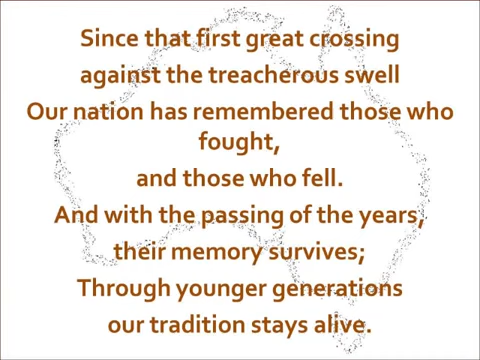 Since that first great crossing
against the treacherous swell
Our nation has remembered those who
fought,
and those who fell.
And with the passing of the years,
their memory survives;
Through younger generations
our tradition stays alive.